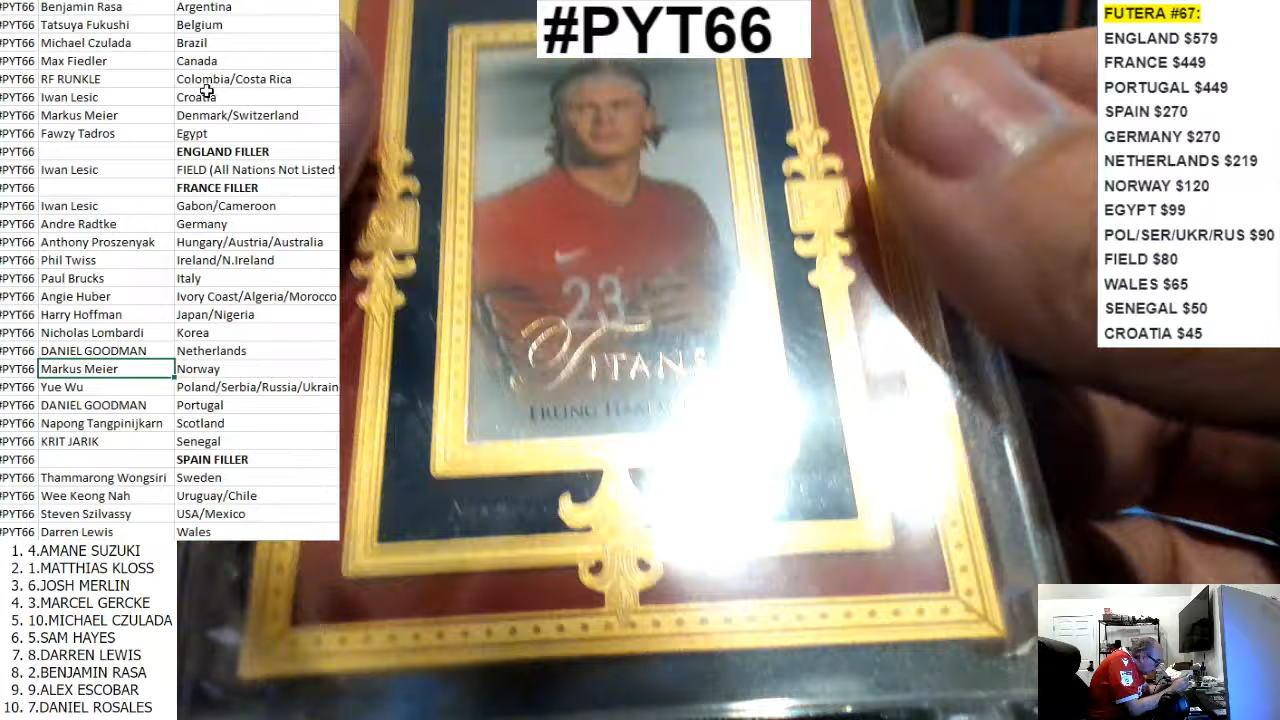 #PYT66 Benjamin Rasa Argentina
#PYT66 Tatsuya Fukushi Belgium
#PYT66 Michael Czulada Brazil
#PYT66 Max Fiedler Canada
#PYT66 RF RUNKLE Colombia/Costa Rica
#PYT66 Iwan Lesic Croatia
#PYT66 Markus Meier Denmark/Switzerland
#PYT66 Fawzy Tadros Egypt
#PYT66 ENGLAND FILLER
#PYT66 Iwan Lesic FIELD (All Nations Not Listed
#PYT66 FRANCE FILLER
#PYT66 Iwan Lesic Gabon/Cameroon
#PYT66 Andre Radtke Germany
#PYT66 Anthony Proszenyak Hungary/Austria/Australia
#PYT66 Phil Twiss Ireland/N.Ireland
#PYT66 Paul Brucks Italy
#PYT66 Angie Huber Ivory Coast/Algeria/Morocco
#PYT66 Harry Hoffman Japan/Nigeria
#PYT66 Nicholas Lombardi Korea
#PYT66 DANIEL GOODMAN Netherlands
#PYT66 Markus Meier Norway
#PYT66 Yue Wu Poland/Serbia/Russia/Ukrain
#PYT66 DANIEL GOODMAN Portugal
#PYT66 Napong Tangpinijkarn Scotland
#PYT66 KRIT JARIK Senegal
#PYT66 SPAIN FILLER
#PYT66 Thammarong Wongsiri Sweden
#PYT66 Wee Keong Nah Uruguay/Chile
#PYT66 Steven Szilvassy USA/Mexico
#PYT66 Darren Lewis Wales
1. 4.AMANE SUZUKI
2. 1.MATTHIAS KLOSS
3. 6.JOSH MERLIN
4. 3.MARCEL GERCKE
5. 10.MICHAEL CZULADA
6. 5.SAM HAYES
7. 8.DARREN LEWIS
8. 2.BENJAMIN RASA
9. 9.ALEX ESCOBAR
10. 7.DANIEL ROSALES
#PYT66
23
TITANS
ERLING
FUTERA #67:
ENGLAND $579
FRANCE $449
PORTUGAL $449
SPAIN $270
GERMANY $270
NETHERLANDS $219
NORWAY $120
EGYPT $99
POL/SER/UKR/RUS $90
FIELD $80
WALES $65
SENEGAL $50
CROATIA $45